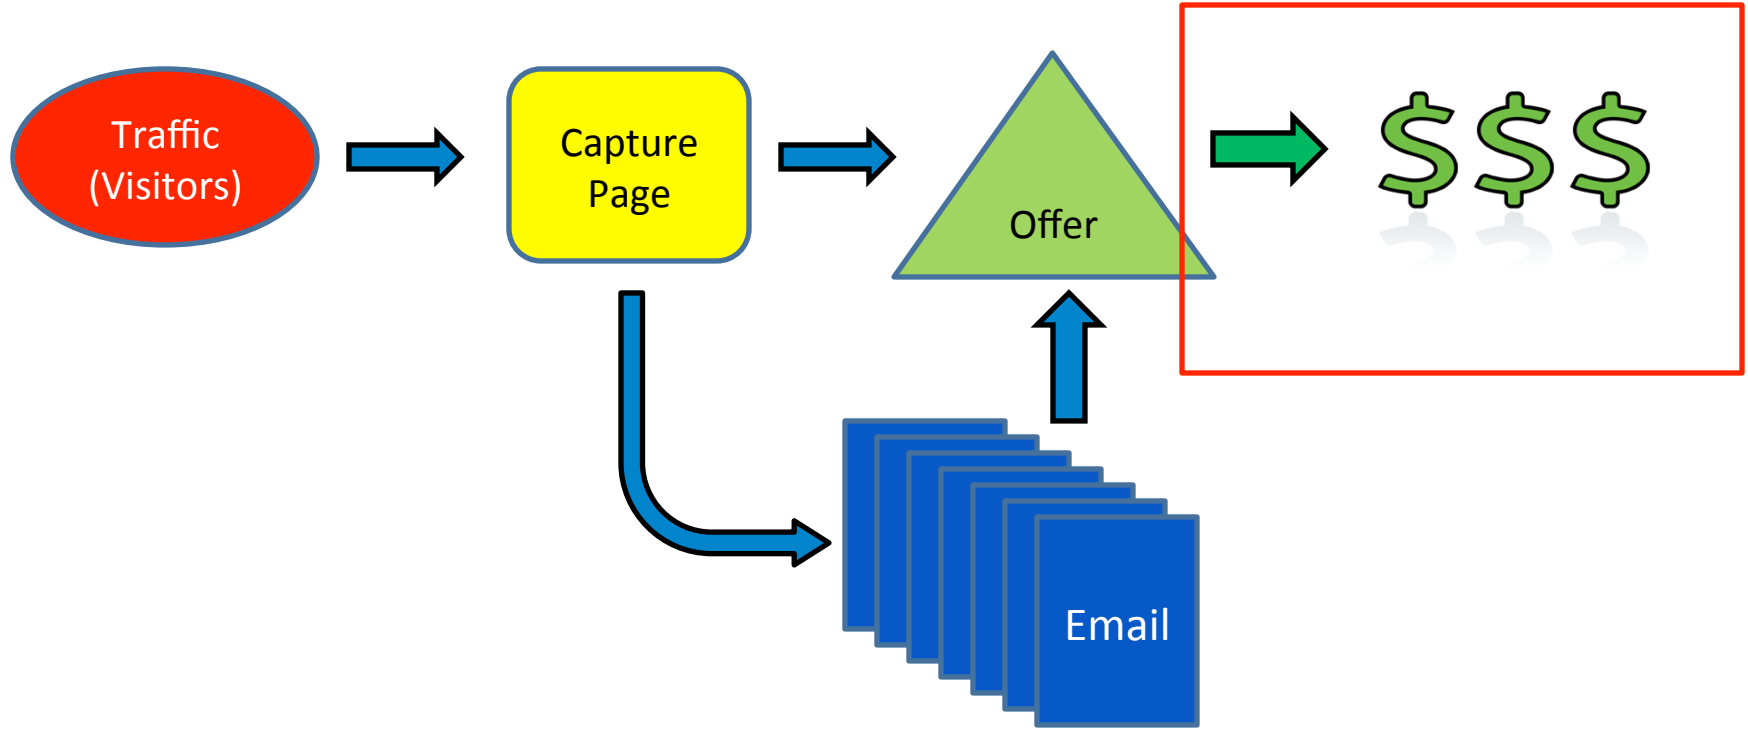 Traffic
(Visitors)
Capture
Page
Offer
$$$
Email